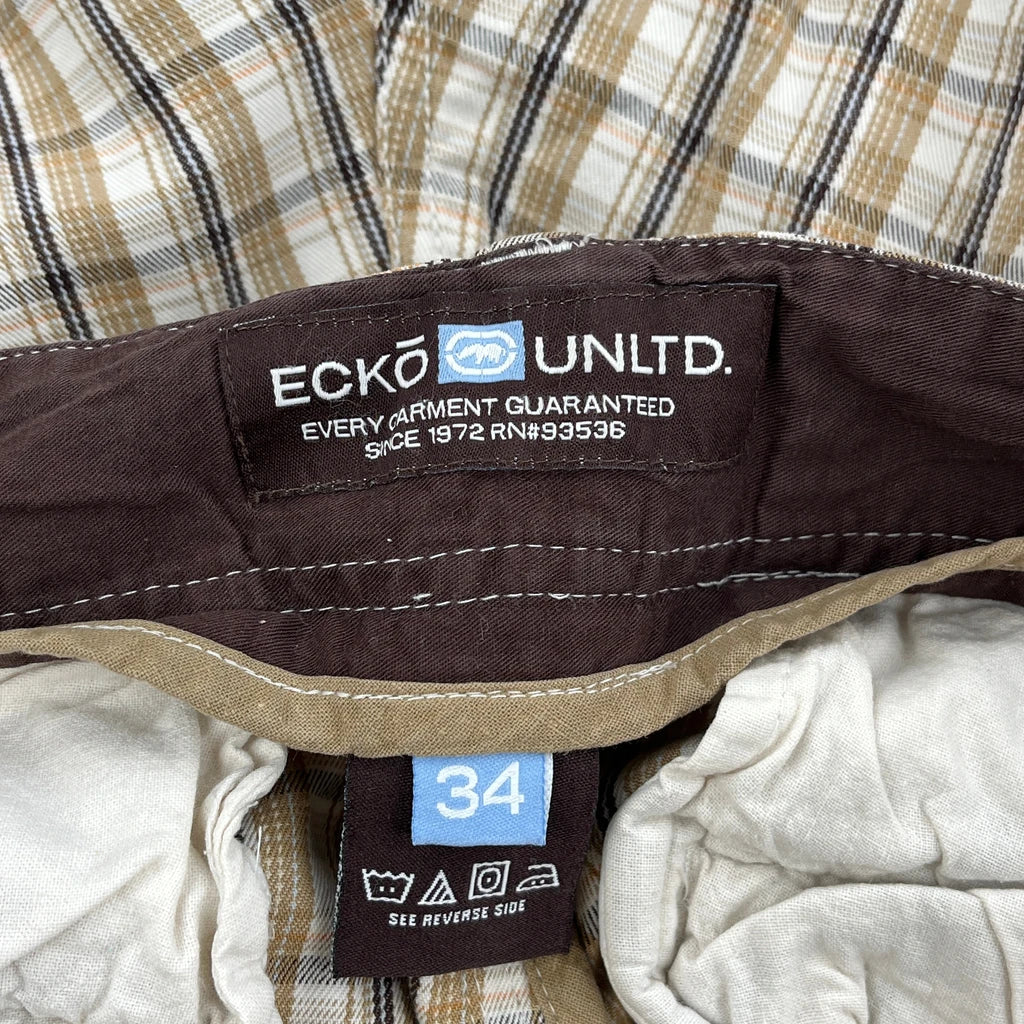 ECKŌ UNLTD.
EVERY GARMENT GUARANTEED
SINCE 1972 RN#93536
34
SEE REVERSE SIDE